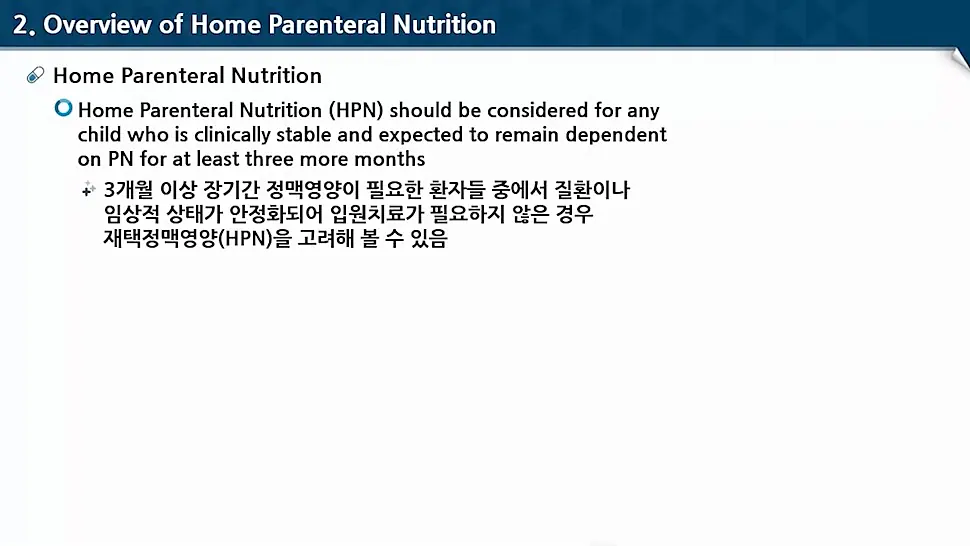 2. Overview of Home Parenteral Nutrition
Home Parenteral Nutrition
Home Parenteral Nutrition (HPN) should be considered for any
child who is clinically stable and expected to remain dependent
on PN for at least three more months
3개월 이상 장기간 정맥영양이 필요한 환자들 중에서 질환이나
임상적 상태가 안정화되어 입원치료가 필요하지 않은 경우
재택정맥영양(HPN)을 고려해 볼 수 있음